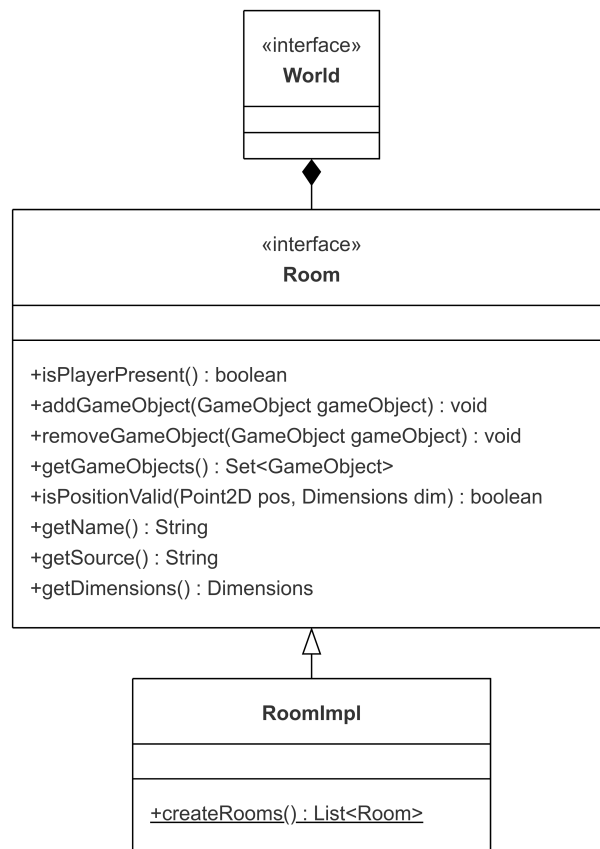 «interface»
World
«interface»
Room
+isPlayerPresent() : boolean
+addGameObject(GameObject gameObject) : void
+removeGameObject(GameObject gameObject) : void
+getGameObjects() : Set<GameObject>
+isPositionValid(Point2D pos, Dimensions dim) : boolean
+getName() : String
+getSource() : String
+getDimensions() : Dimensions
RoomImpl
+createRooms() : List<Room>